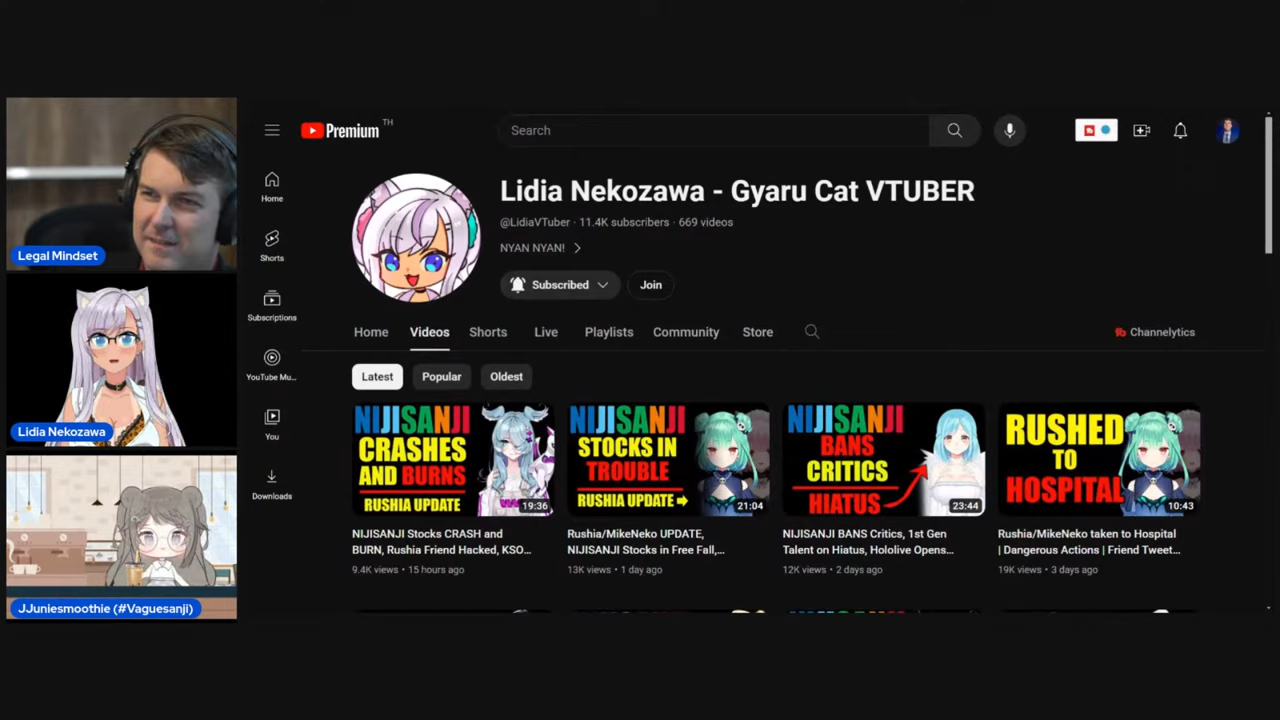 Legal Mindset
Lidia Nekozawa
JJuniesmoothie (#Vaguesanji)
Premium TH
Search
Home
Shorts
Subscriptions
YouTube Mu...
You
Downloads
Lidia Nekozawa - Gyaru Cat VTUBER
@LidiaVTuber · 11.4K subscribers · 669 videos
NYAN NYAN!
Subscribed
Join
Home Videos Shorts Live Playlists Community Store
Channelytics
Latest Popular Oldest
NIJISANJI
CRASHES
AND BURNS
RUSHIA UPDATE
19:36
NIJISANJI Stocks CRASH and
BURN, Rushia Friend Hacked, KSO...
9.4K views · 15 hours ago
NIJISANJI
STOCKS IN
TROUBLE
RUSHIA UPDATE
21:04
Rushia/MikeNeko UPDATE,
NIJISANJI Stocks in Free Fall,...
13K views · 1 day ago
NIJISANJI
BANS
CRITICS
HIATUS
23:44
NIJISANJI BANS Critics, 1st Gen
Talent on Hiatus, Hololive Opens...
12K views · 2 days ago
RUSHED
TO
HOSPITAL
10:43
Rushia/MikeNeko taken to Hospital
| Dangerous Actions | Friend Tweet...
19K views · 3 days ago